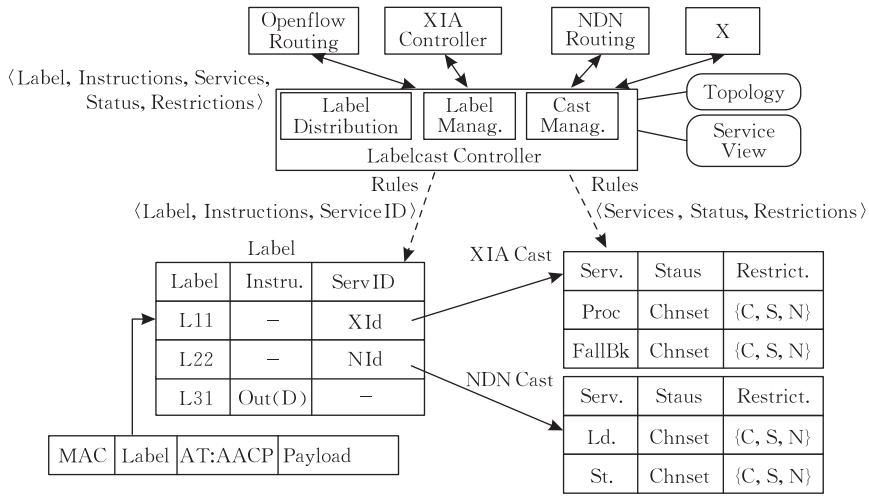 Openflow
Routing
XIA
Controller
NDN
Routing
X
〈Label, Instructions, Services,
Status, Restrictions〉
Label
Distribution
Label
Manag.
Cast
Manag.
Labelcast Controller
Topology
Service
View
Rules
〈Label, Instructions, ServiceID〉
Rules
〈Services, Status, Restrictions〉
Label
Label Instru. ServID
L11 － XId
L22 － NId
L31 Out(D) －
XIA Cast
Serv. Staus Restrict.
Proc Chnset {C, S, N}
FallBk Chnset {C, S, N}
NDN Cast
Serv. Staus Restrict.
Ld. Chnset {C, S, N}
St. Chnset {C, S, N}
MAC Label AT:AACP Payload